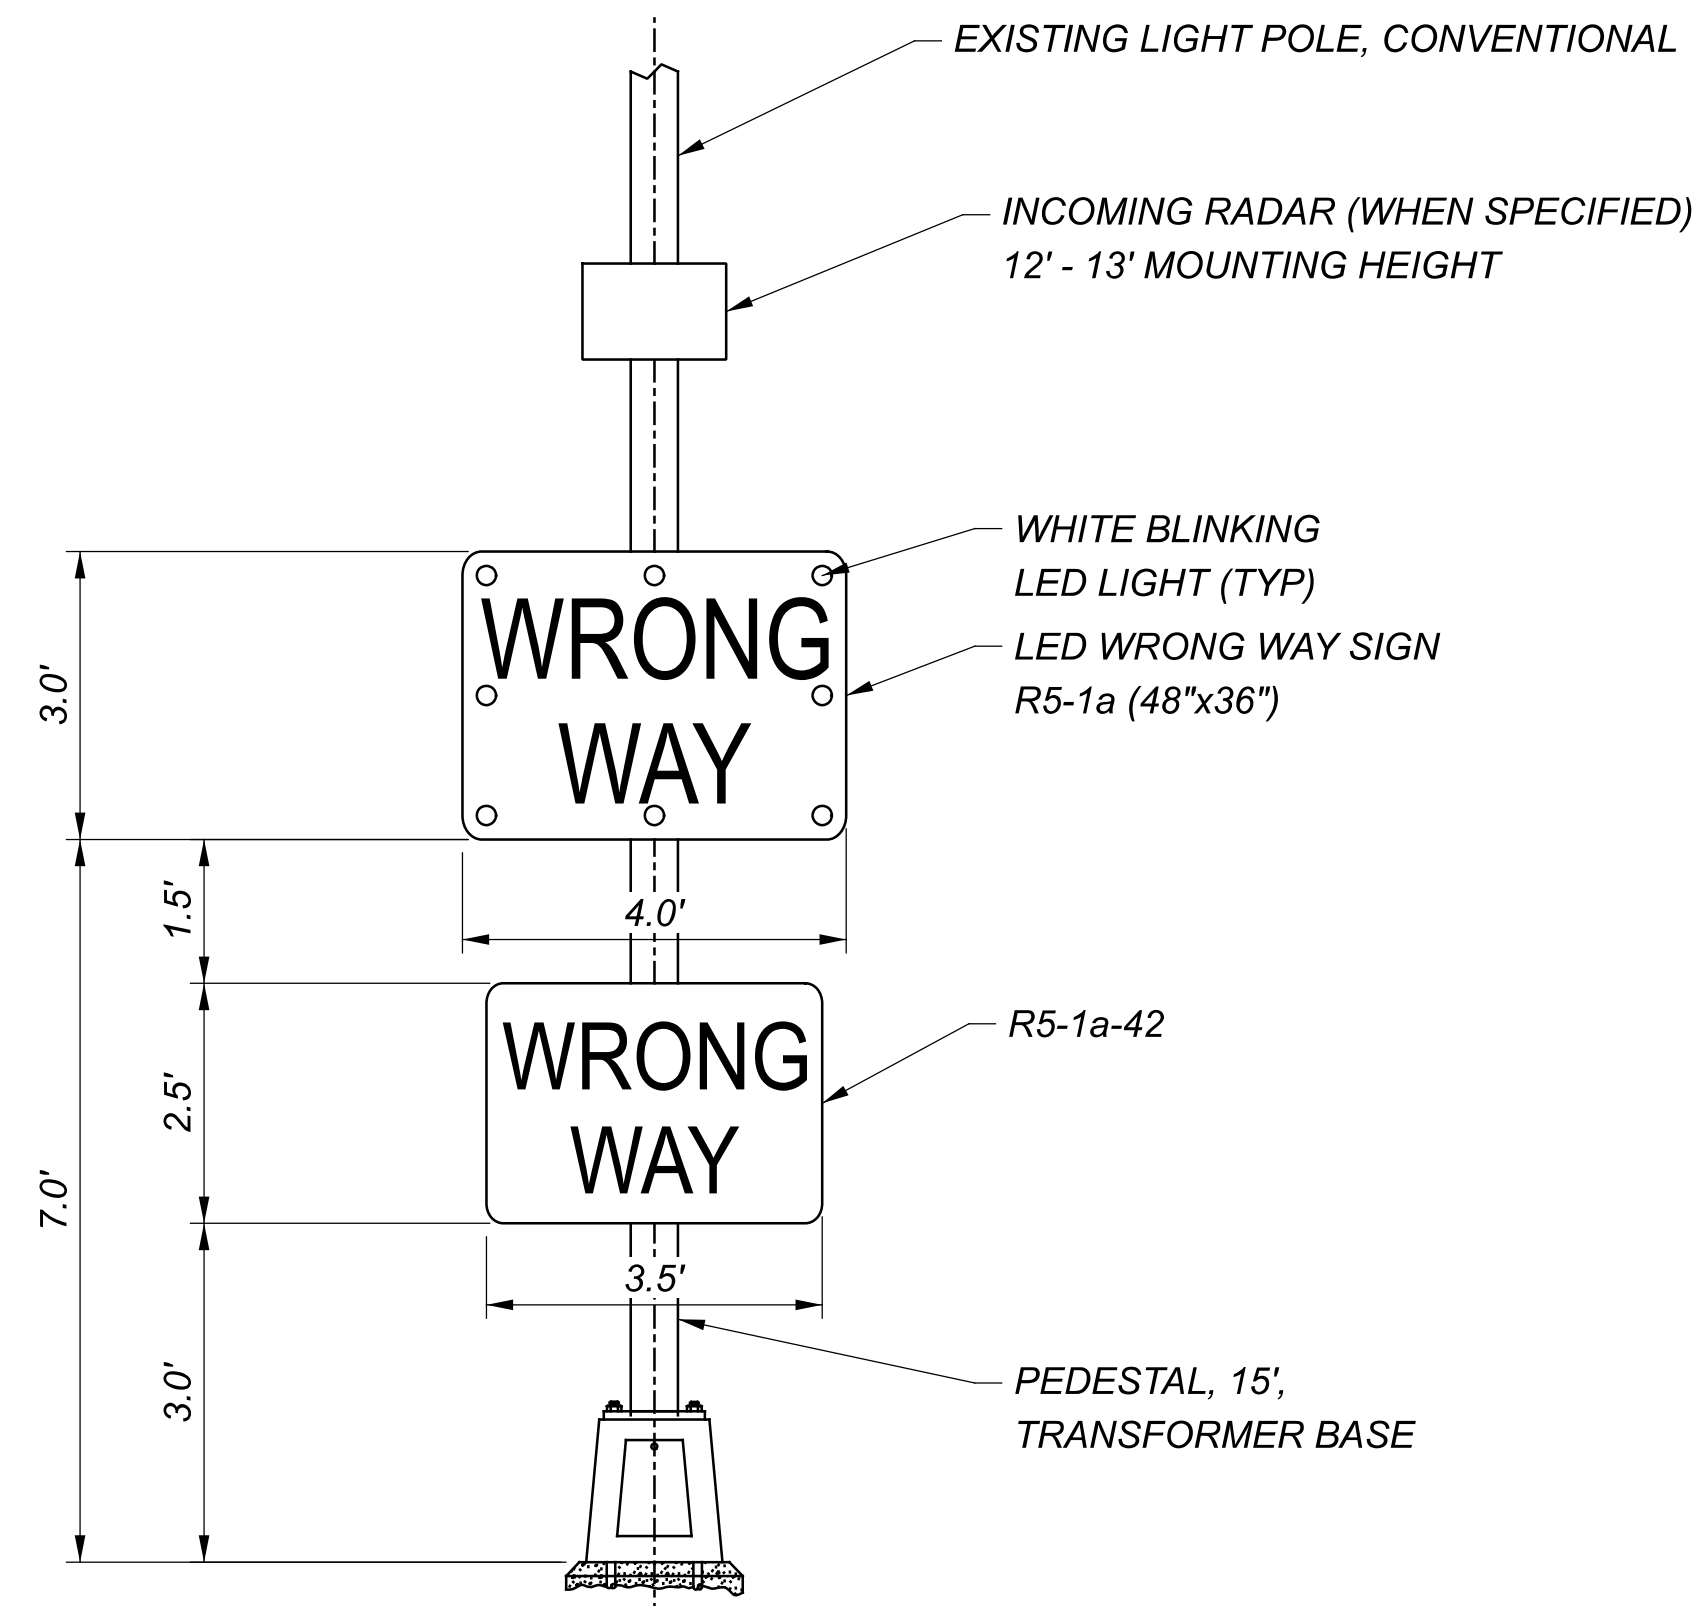 EXISTING LIGHT POLE, CONVENTIONAL
INCOMING RADAR (WHEN SPECIFIED)
12' - 13' MOUNTING HEIGHT
WHITE BLINKING
LED LIGHT (TYP)
LED WRONG WAY SIGN
R5-1a (48"x36")
WRONG
WAY
3.0'
1.5'
4.0'
R5-1a-42
WRONG
WAY
2.5'
7.0'
3.5'
3.0'
PEDESTAL, 15',
TRANSFORMER BASE